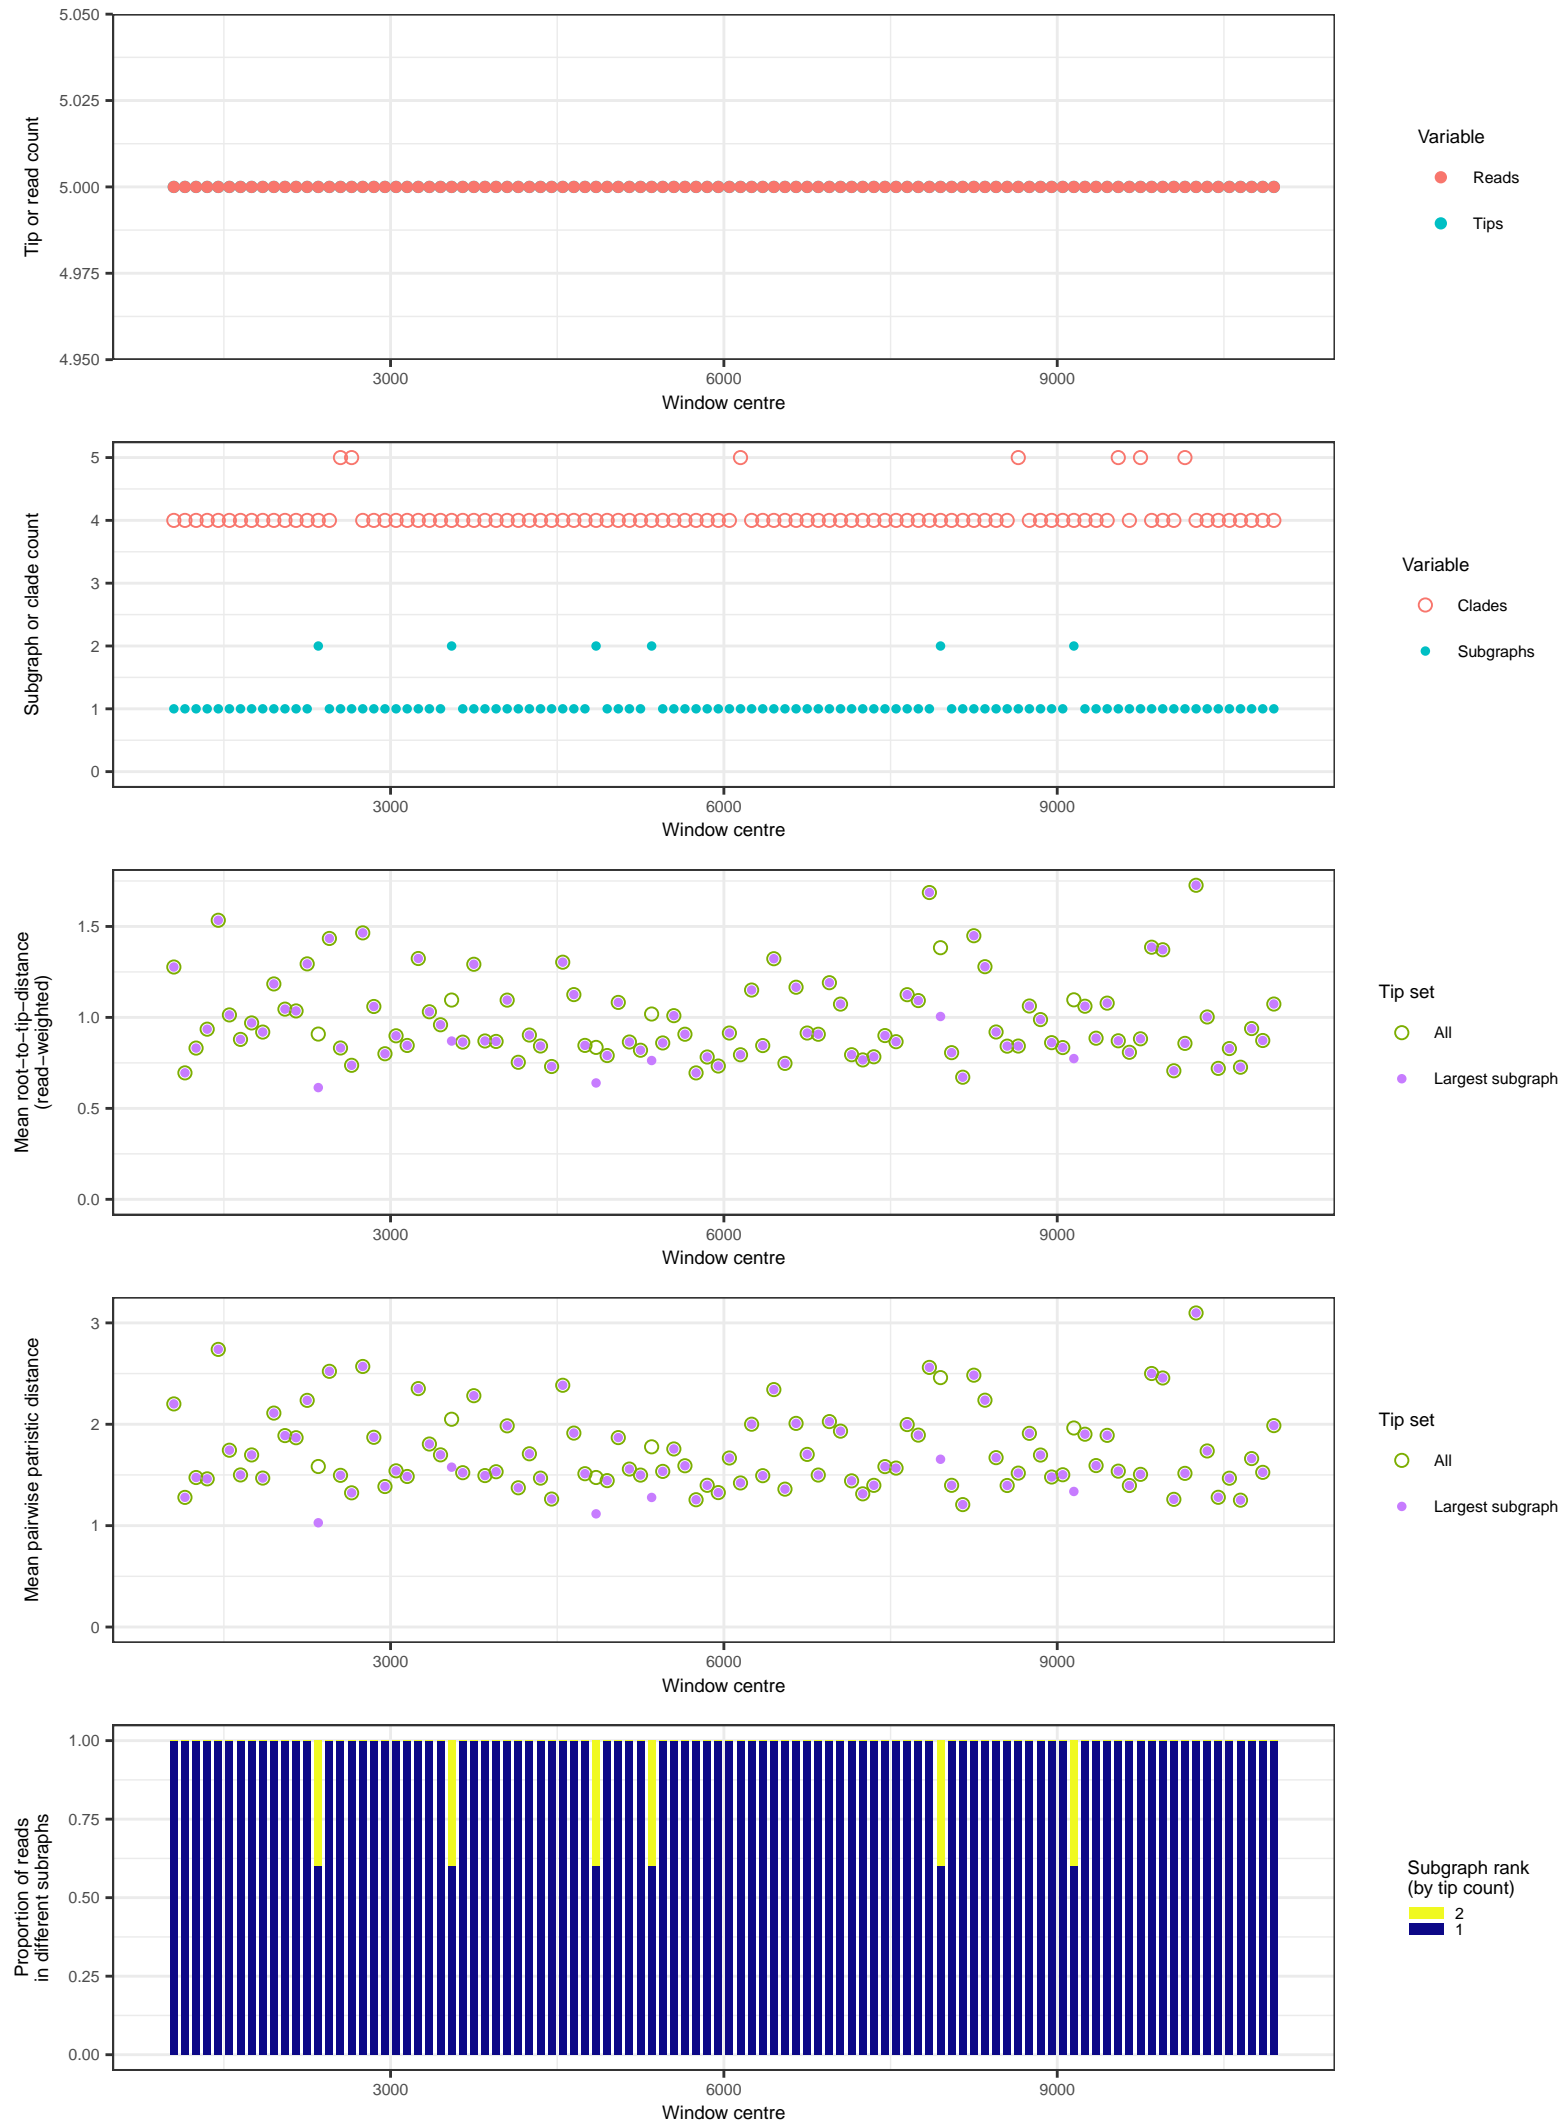 5.050
5.025
5.000
4.975
4.950
Tip or read count
3000
6000
9000
Window centre
Variable
Reads
Tips
5
4
3
2
1
0
Subgraph or clade count
3000
6000
9000
Window centre
Variable
Clades
Subgraphs
1.5
1.0
0.5
0.0
Mean root−to−tip−distance
(read−weighted)
3000
6000
9000
Window centre
Tip set
All
Largest subgraph
3
2
1
0
Mean pairwise patristic distance
3000
6000
9000
Window centre
Tip set
All
Largest subgraph
1.00
0.75
0.50
0.25
0.00
Proportion of reads
in different subraphs
3000
6000
9000
Window centre
Subgraph rank
(by tip count)
2
1